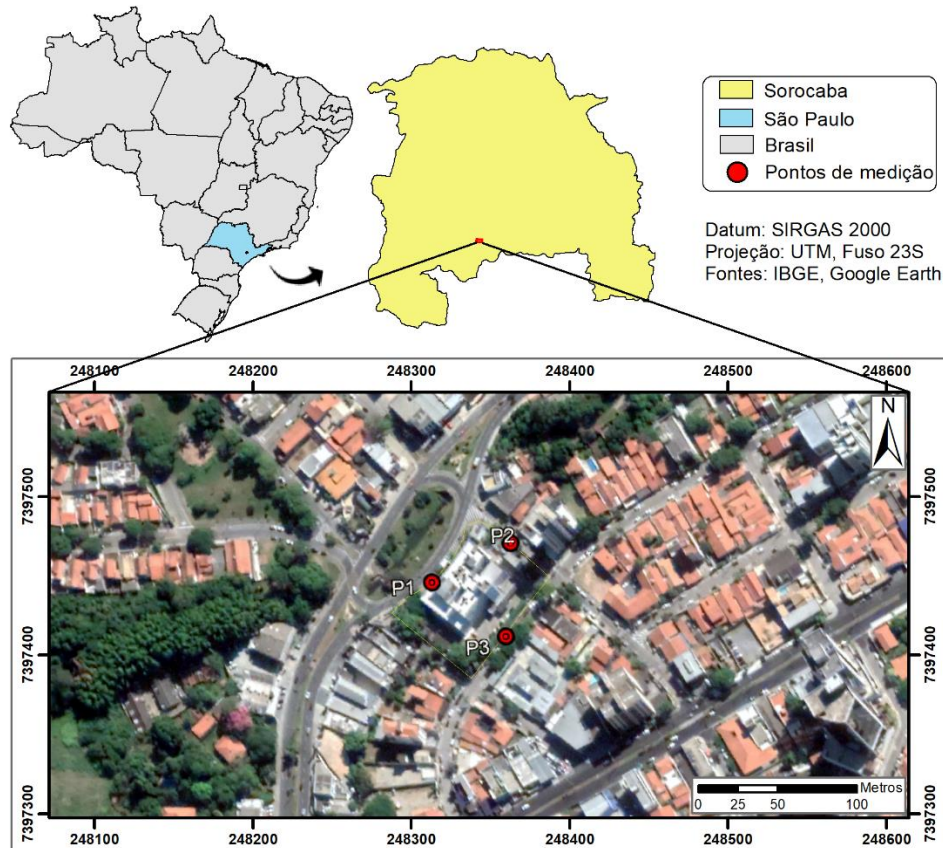 Sorocaba
São Paulo
Brasil
Pontos de medição
Datum: SIRGAS 2000
Projeção: UTM, Fuso 23S
Fontes: IBGE, Google Earth
248100 248200 248300 248400 248500 248600
N
7397500 7397500
P2
P1
P3
7397400 7397400
Metros
0 25 50 100
7397300 7397300
248100 248200 248300 248400 248500 248600